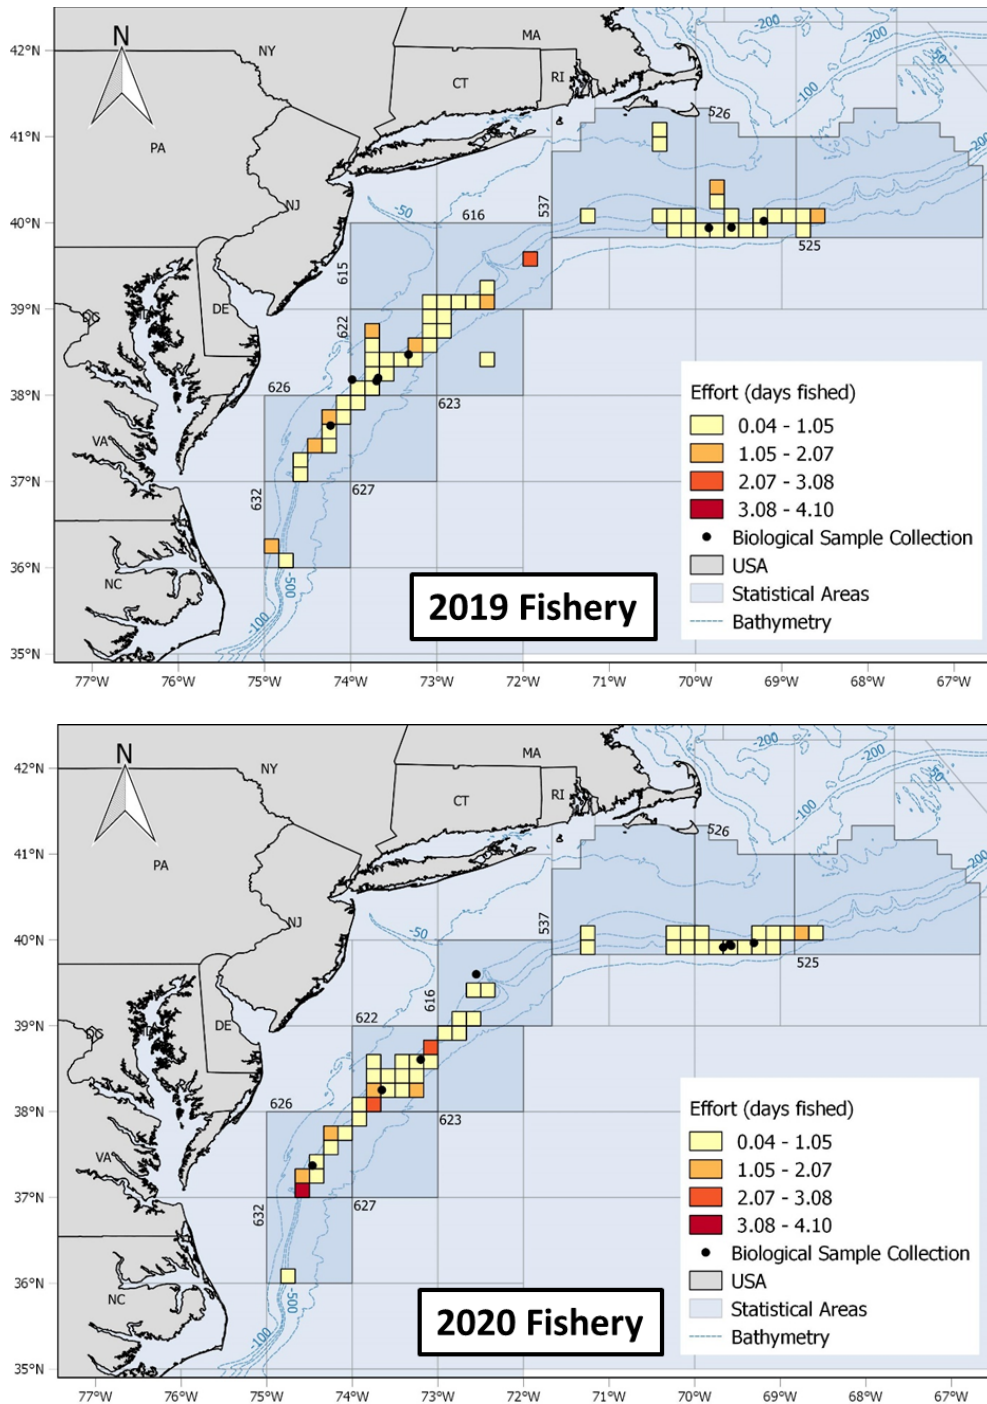 42°N
41°N
40°N
39°N
38°N
37°N
36°N
35°N
77°W
76°W
75°W
74°W
73°W
72°W
71°W
70°W
69°W
68°W
67°W
N
NY
MA
CT
RI
PA
NJ
DE
VA
NC
-200
-200
-50
-100
-200
526
537
525
-50
616
615
622
626
623
632
627
-500
-100
Effort (days fished)
0.04 - 1.05
1.05 - 2.07
2.07 - 3.08
3.08 - 4.10
Biological Sample Collection
USA
Statistical Areas
Bathymetry
2019 Fishery
42°N
41°N
40°N
39°N
38°N
37°N
36°N
35°N
77°W
76°W
75°W
74°W
73°W
72°W
71°W
70°W
69°W
68°W
67°W
N
NY
MA
CT
RI
PA
NJ
DE
VA
NC
-200
-200
-50
-100
-200
526
537
525
-50
616
622
626
623
632
627
-500
-100
Effort (days fished)
0.04 - 1.05
1.05 - 2.07
2.07 - 3.08
3.08 - 4.10
Biological Sample Collection
USA
Statistical Areas
Bathymetry
2020 Fishery